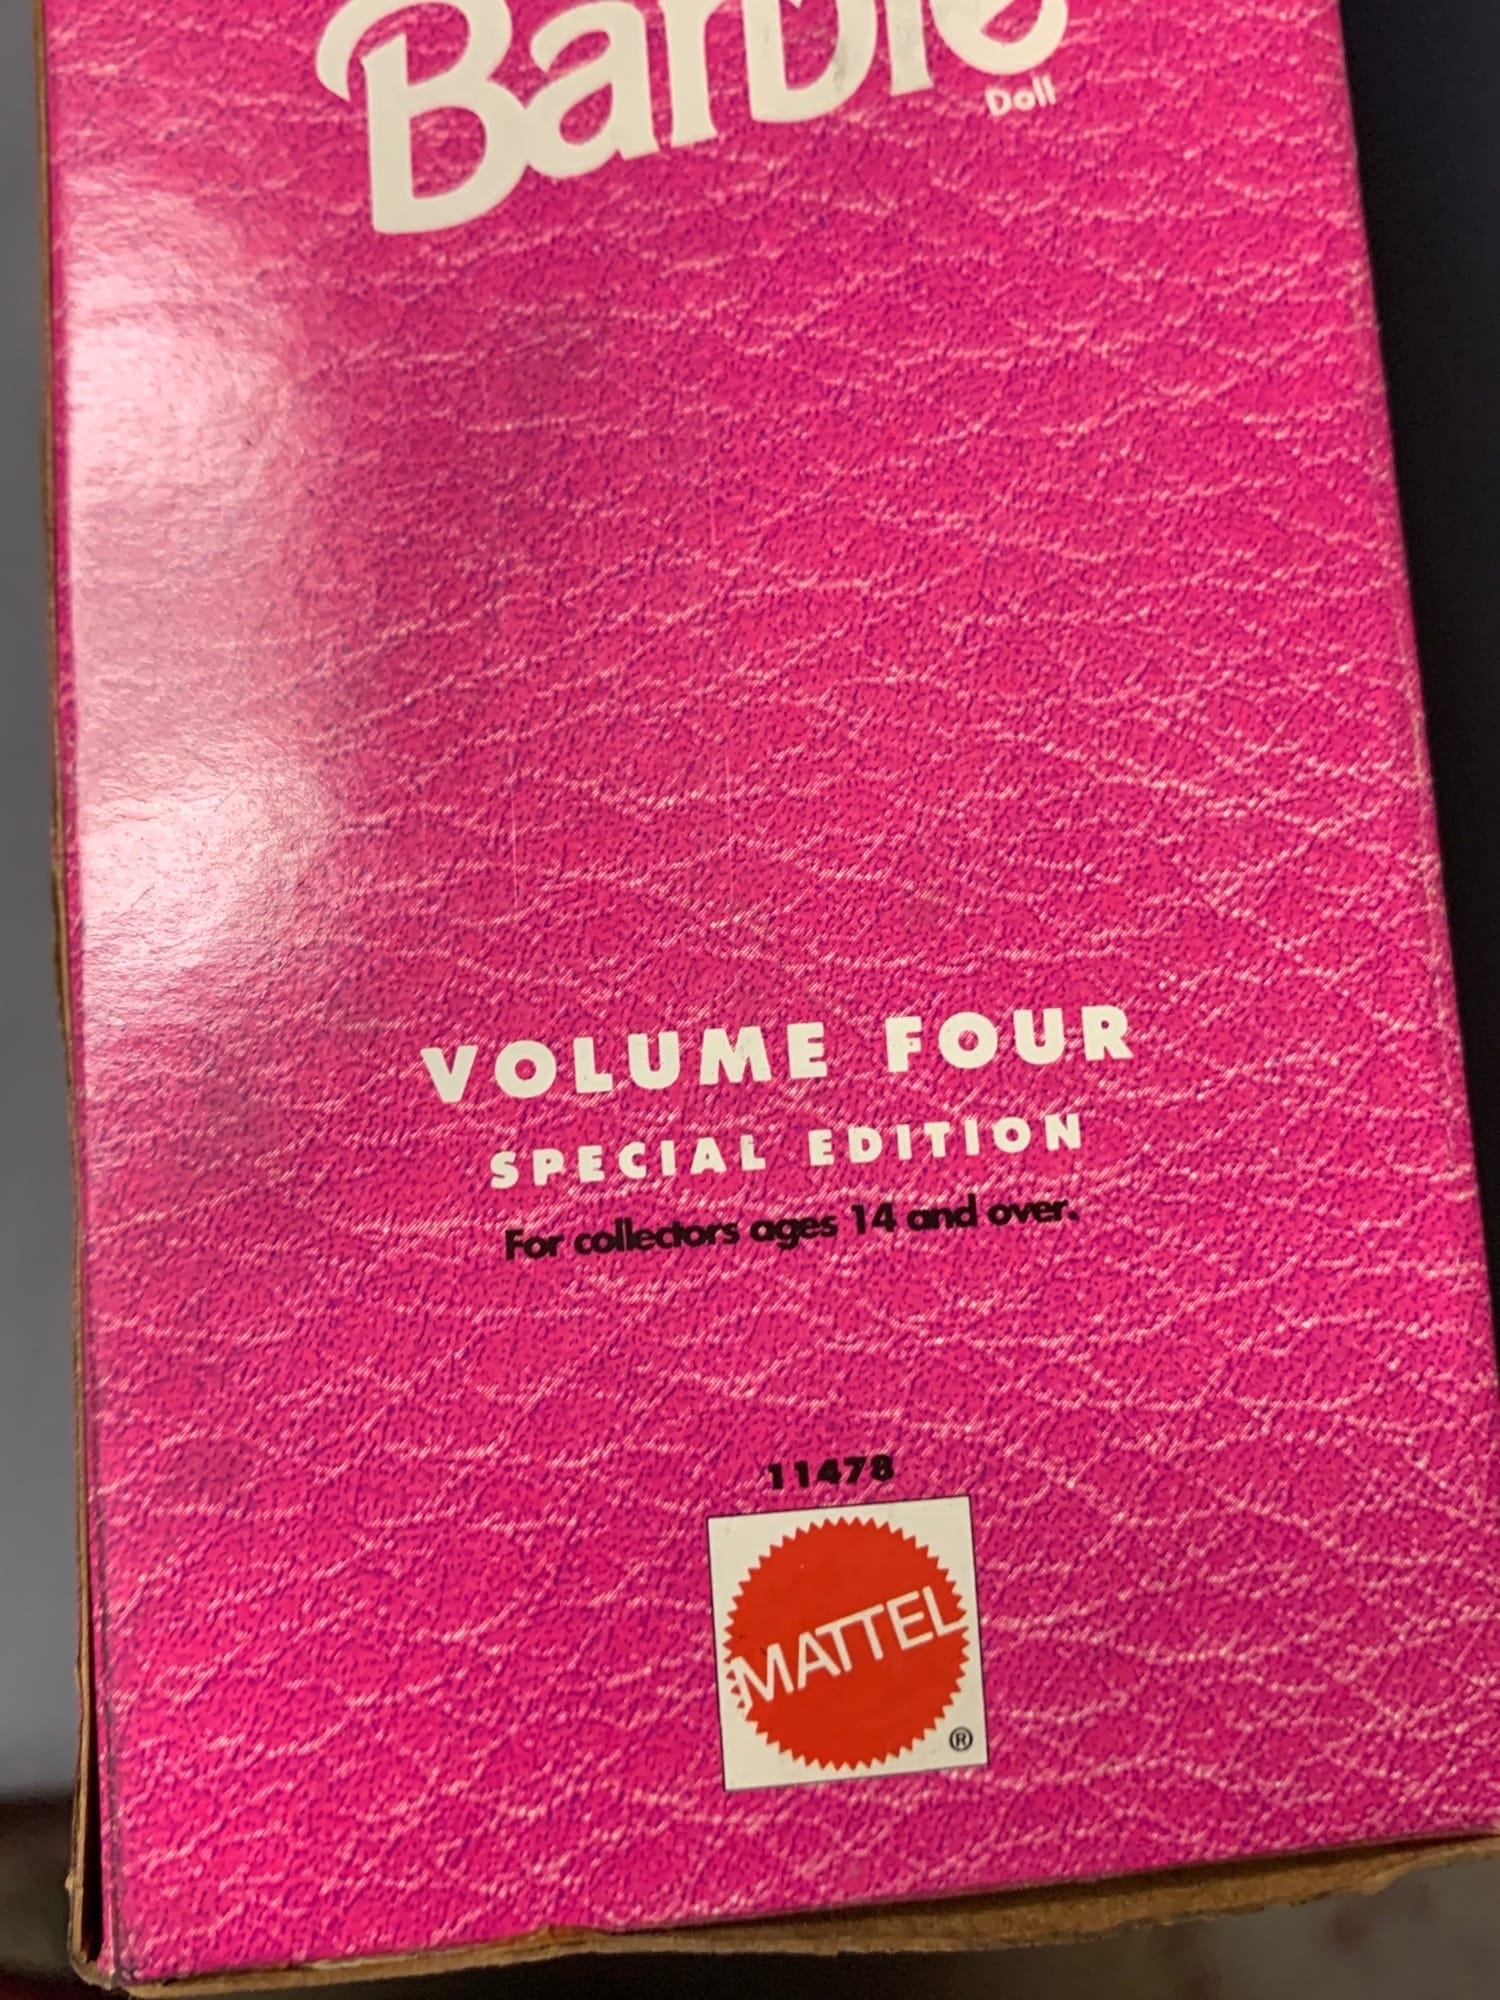 Barbie
Doll
VOLUME FOUR
SPECIAL EDITION
For collectors ages 14 and over.
11478
MATTEL
®